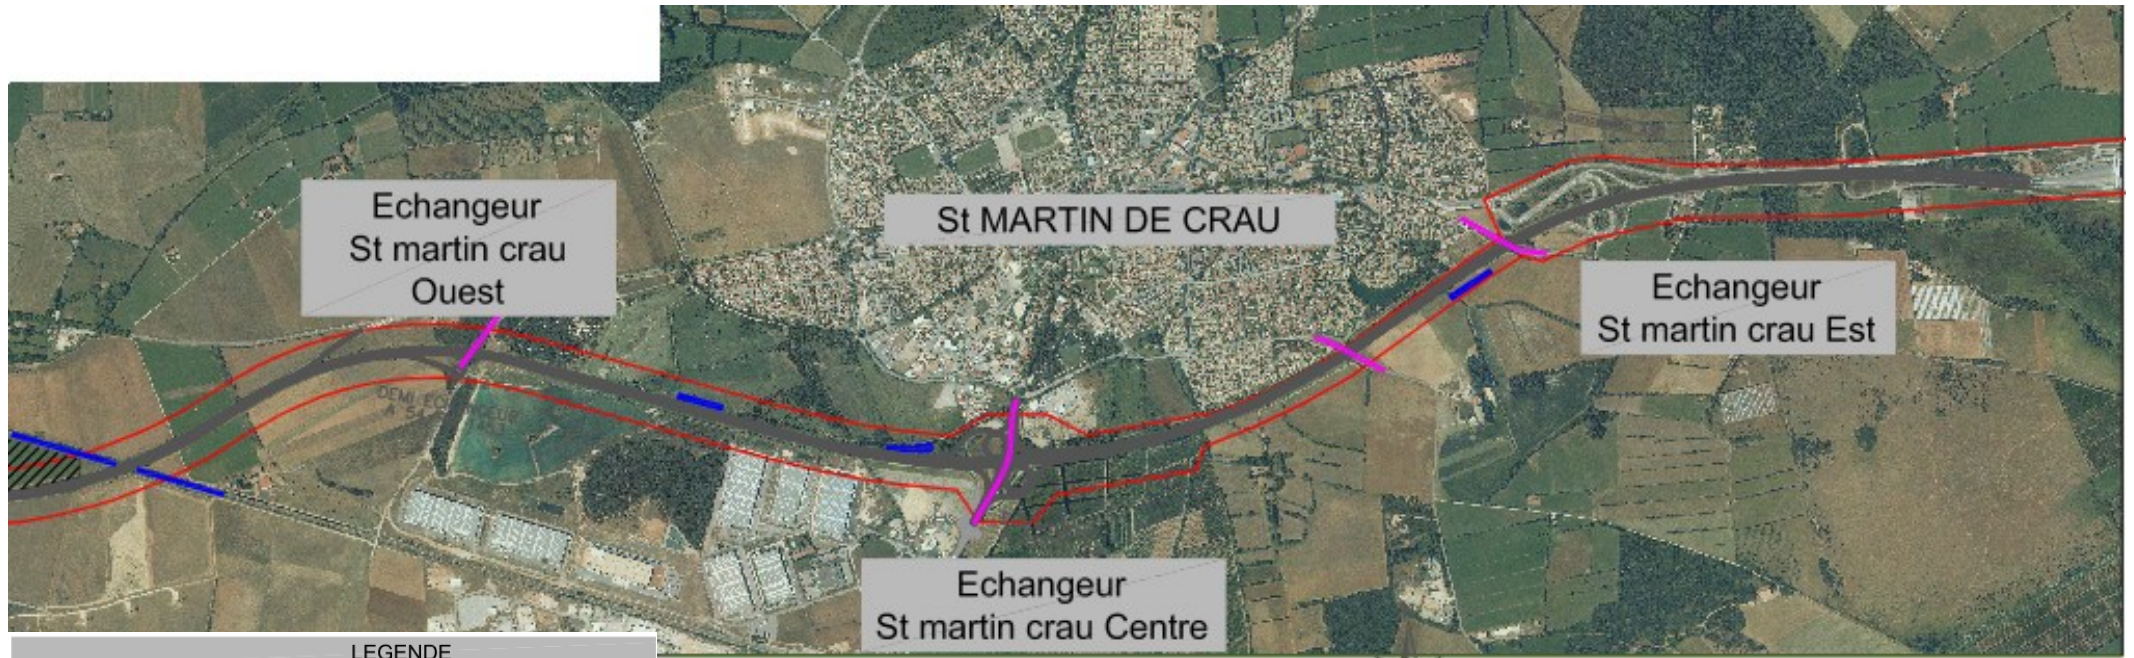 Echangeur
St martin crau
Ouest
St MARTIN DE CRAU
Echangeur
St martin crau Est
DEMI
Echangeur
St martin crau Centre
LEGENDE